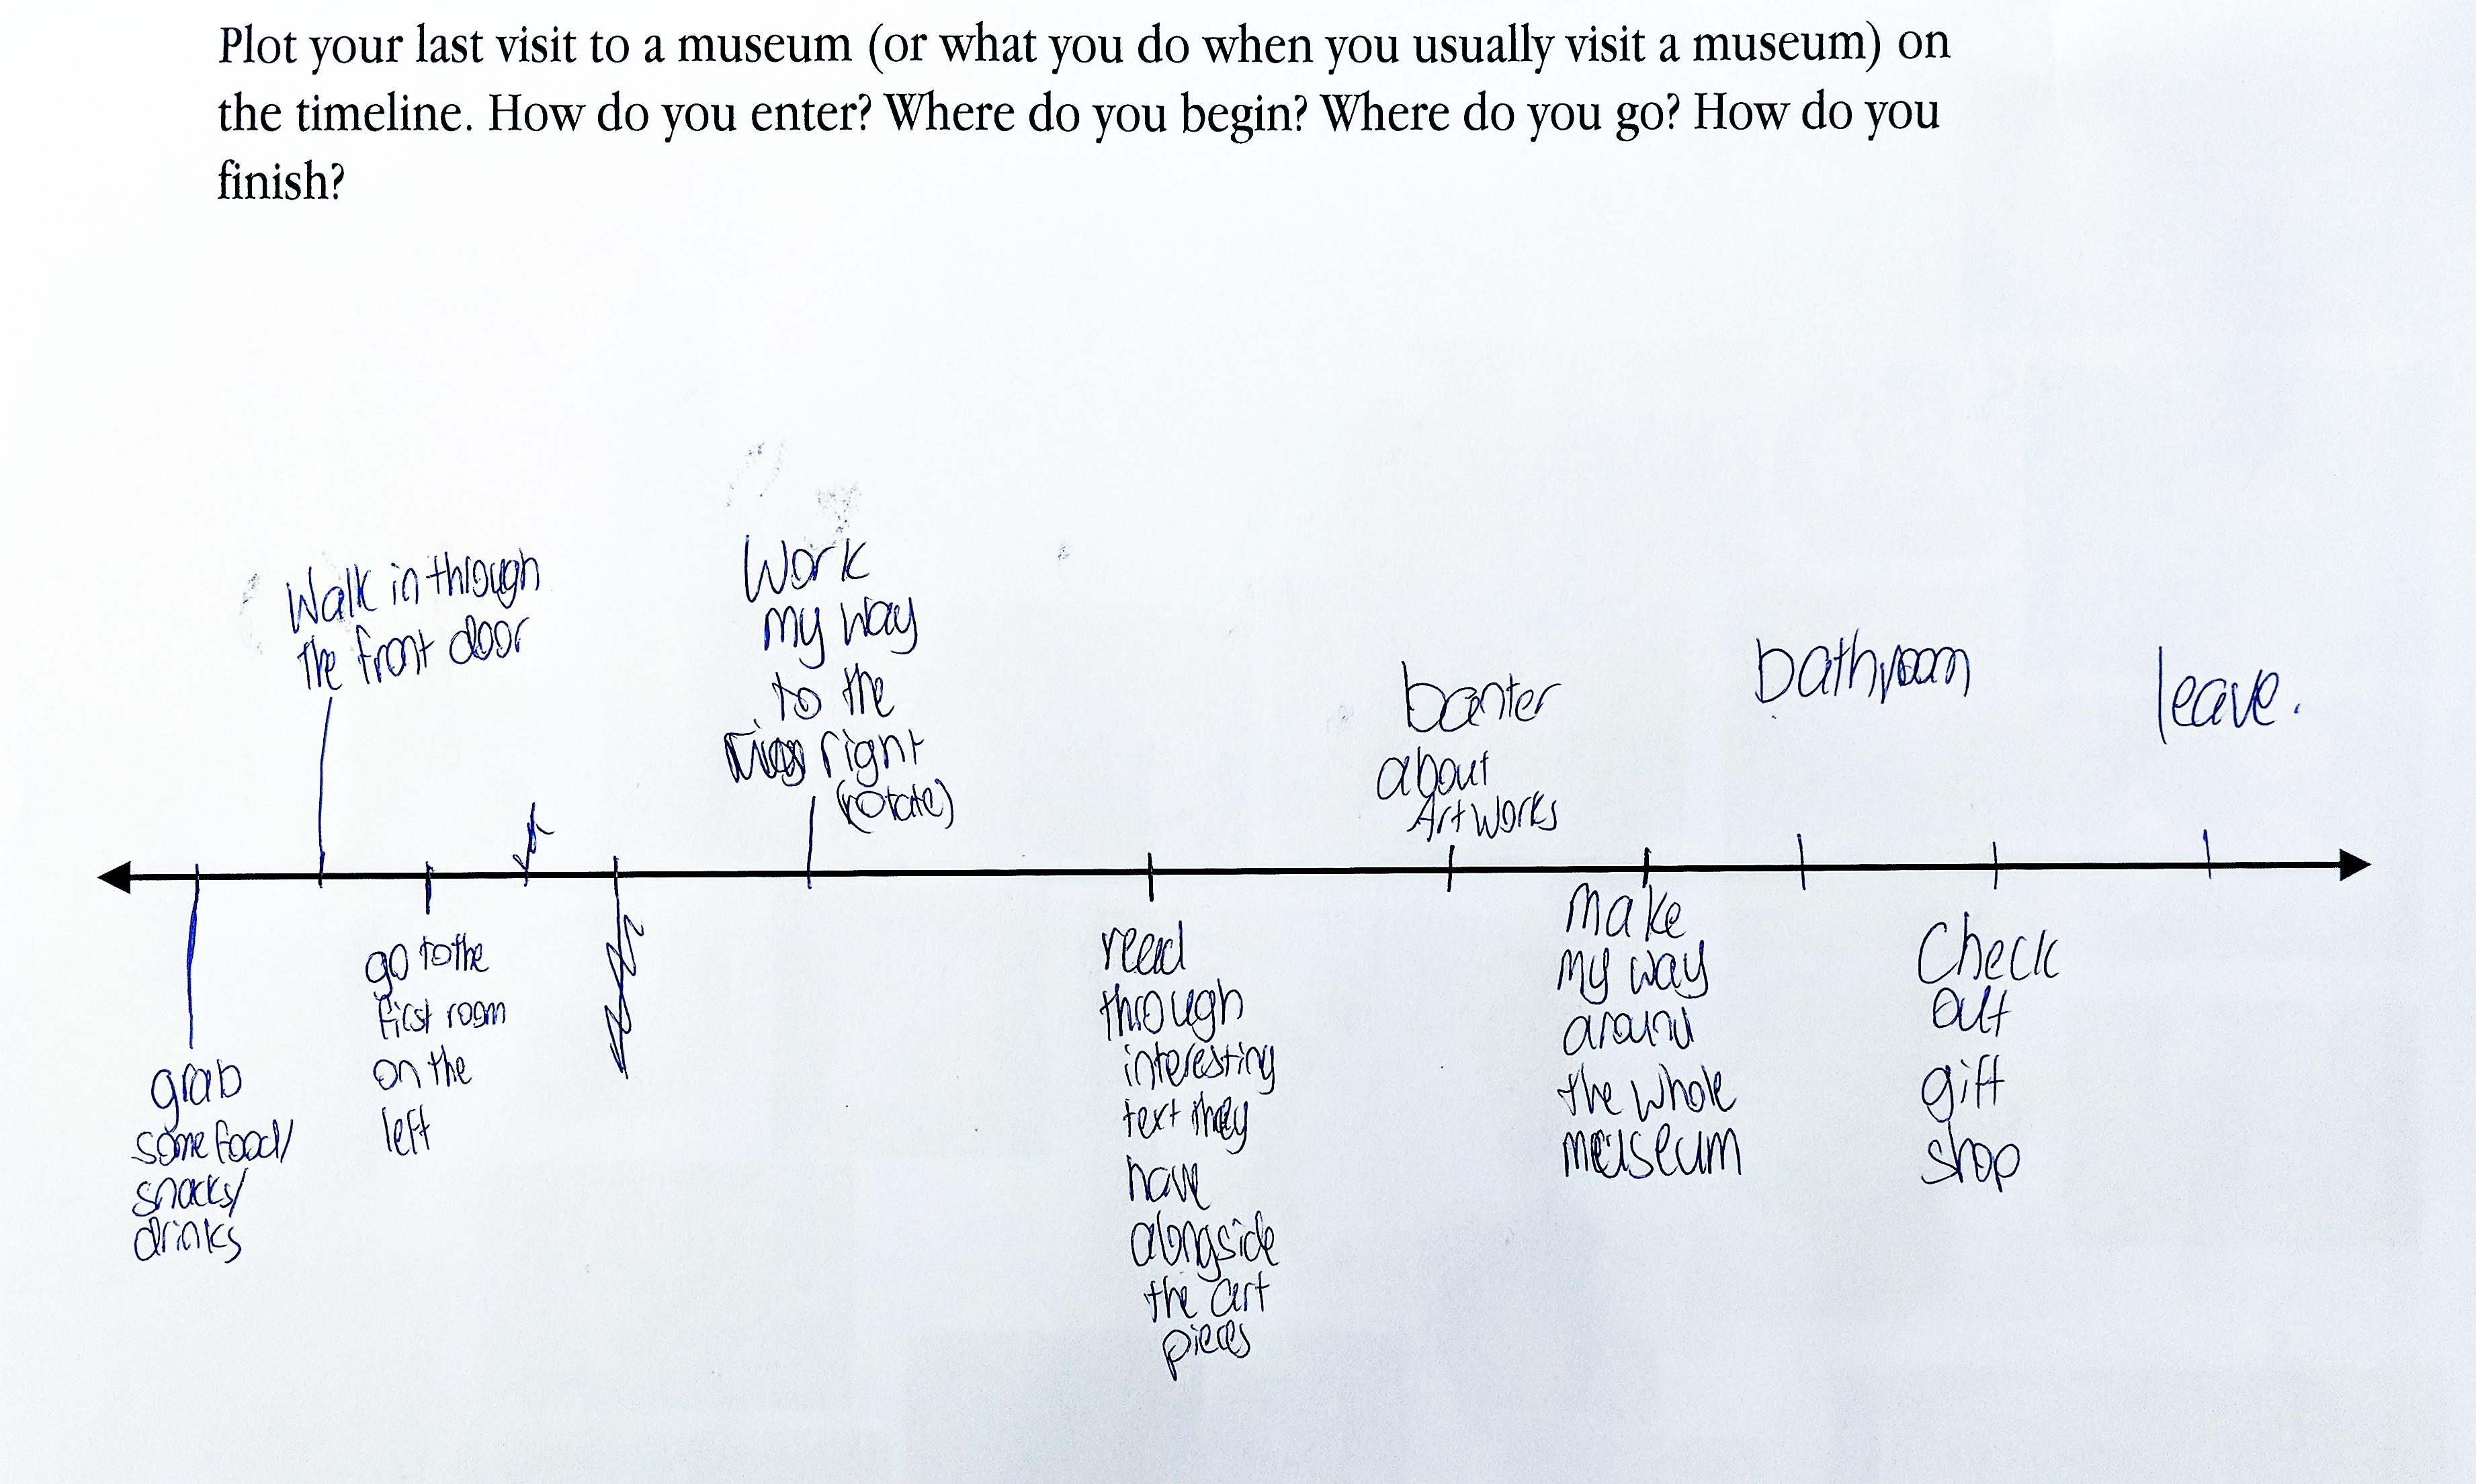 Plot your last visit to a museum (or what you do when you usually visit a museum) on
the timeline. How do you enter? Where do you begin? Where do you go? How do you
finish?
grab
some food/
snacks/
drinks
Walk in through
the front door
go to the
first room
on the
left
Work
my way
to the
right
(rotate)
read
through
interesting
text they
have
alongside
the art
pieces
banter
about
Artworks
make
my way
around
the whole
museum
bathroom
Check
out
gift
shop
leave.